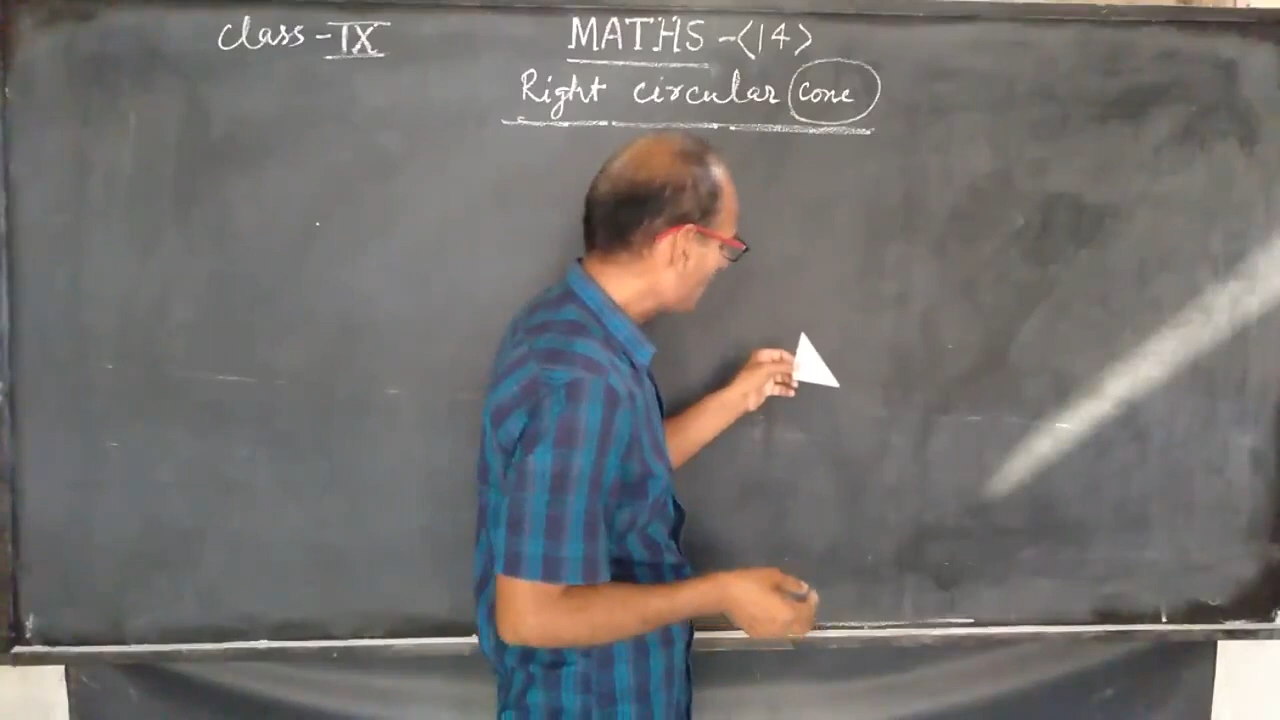 class - IX
MATHS - <14>
Right circular cone